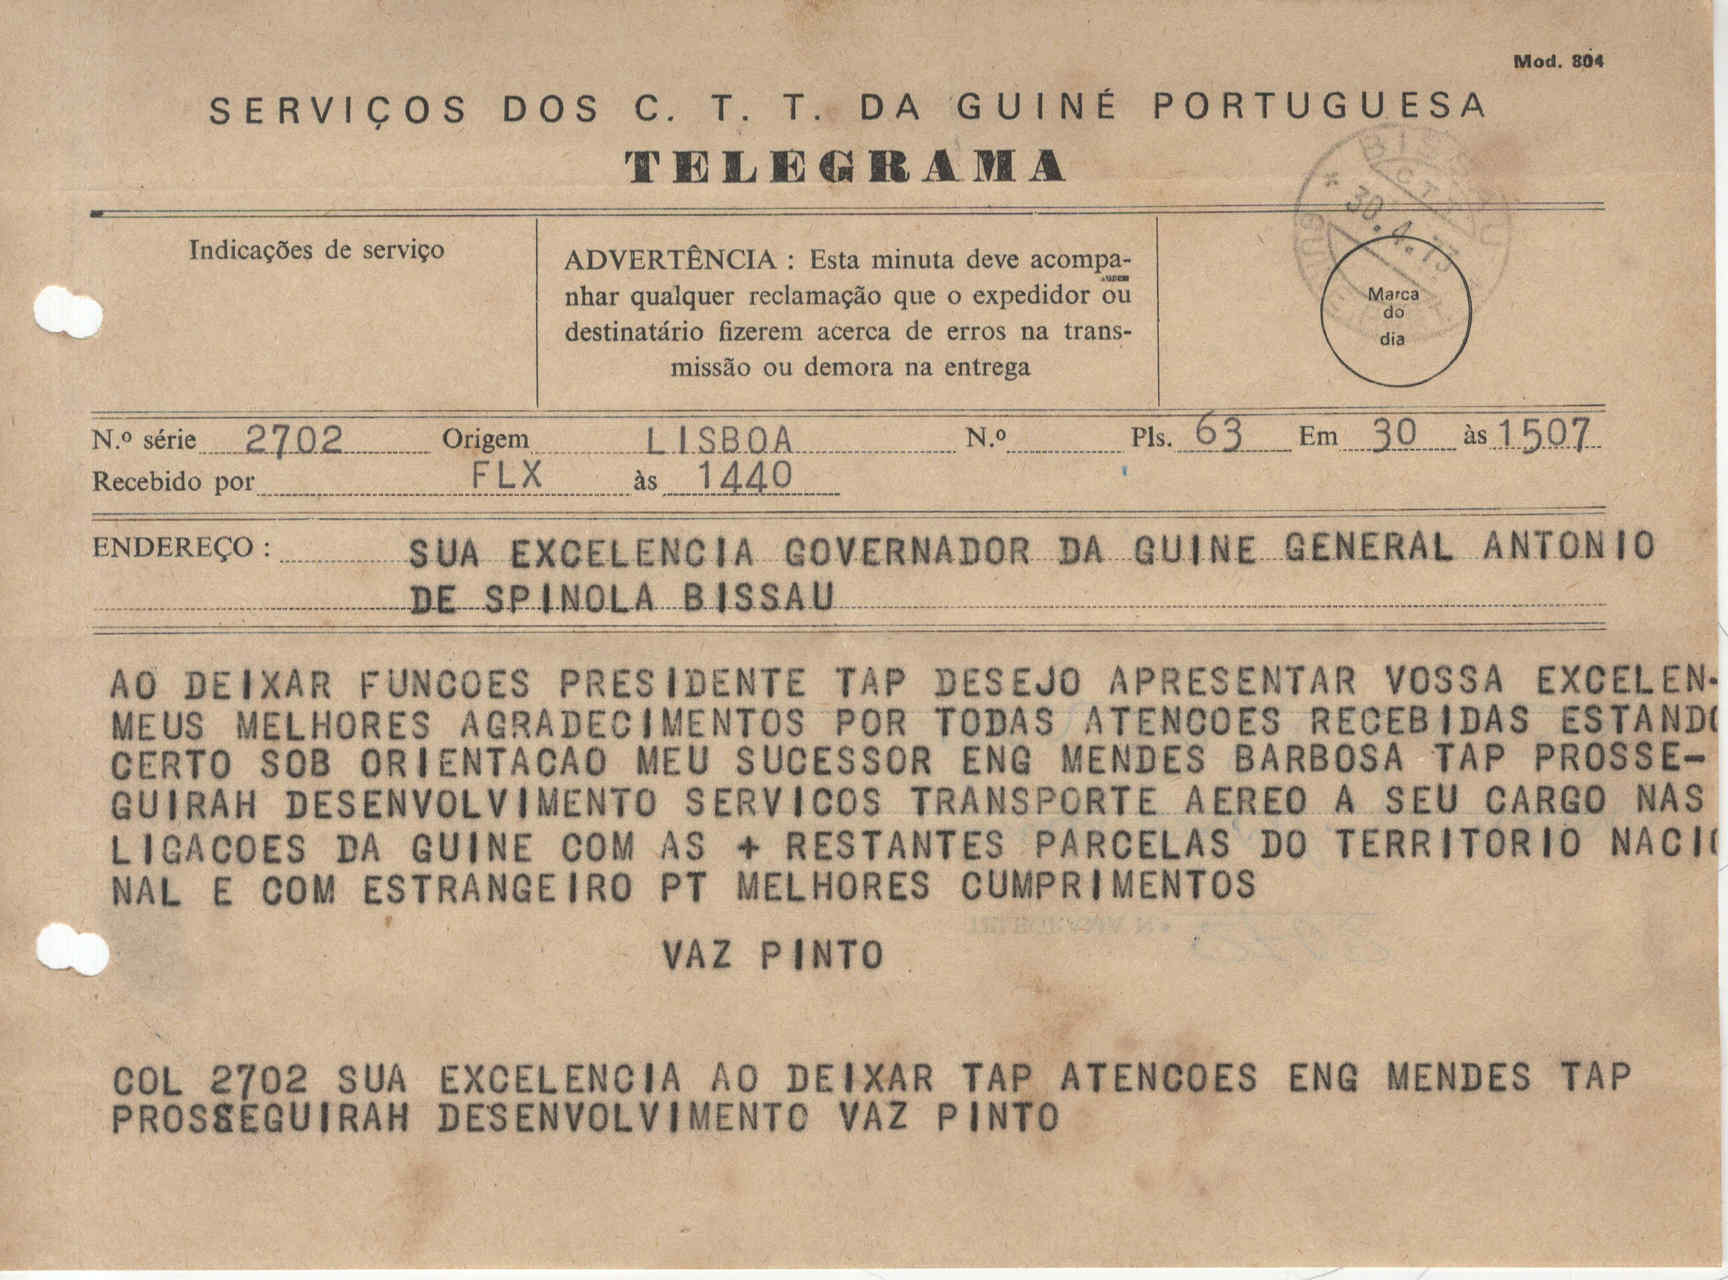 Mod. 804
SERVIÇOS DOS C. T. T. DA GUINÉ PORTUGUESA
TELEGRAMA
Indicações de serviço
ADVERTÊNCIA : Esta minuta deve acompa-
nhar qualquer reclamação que o expedidor ou
destinatário fizerem acerca de erros na trans-
missão ou demora na entrega
30.4.
CTT
Marca
do
dia
N.º série 2702 Origem LISBOA N.º Pls. 63 Em 30 às 1507
Recebido por FLX às 1440
ENDEREÇO : SUA EXCELENCIA GOVERNADOR DA GUINE GENERAL ANTONIO
DE SPINOLA BISSAU
AO DEIXAR FUNCOES PRESIDENTE TAP DESEJO APRESENTAR VOSSA EXCELEN-
MEUS MELHORES AGRADECIMENTOS POR TODAS ATENCOES RECEBIDAS ESTANDO
CERTO SOB ORIENTACAO MEU SUCESSOR ENG MENDES BARBOSA TAP PROSSE-
GUIRAH DESENVOLVIMENTO SERVICOS TRANSPORTE AEREO A SEU CARGO NAS
LIGACOES DA GUINE COM AS + RESTANTES PARCELAS DO TERRITORIO NACIO
NAL E COM ESTRANGEIRO PT MELHORES CUMPRIMENTOS
VAZ PINTO
COL 2702 SUA EXCELENCIA AO DEIXAR TAP ATENCOES ENG MENDES TAP
PROSSEGUIRAH DESENVOLVIMENTO VAZ PINTO